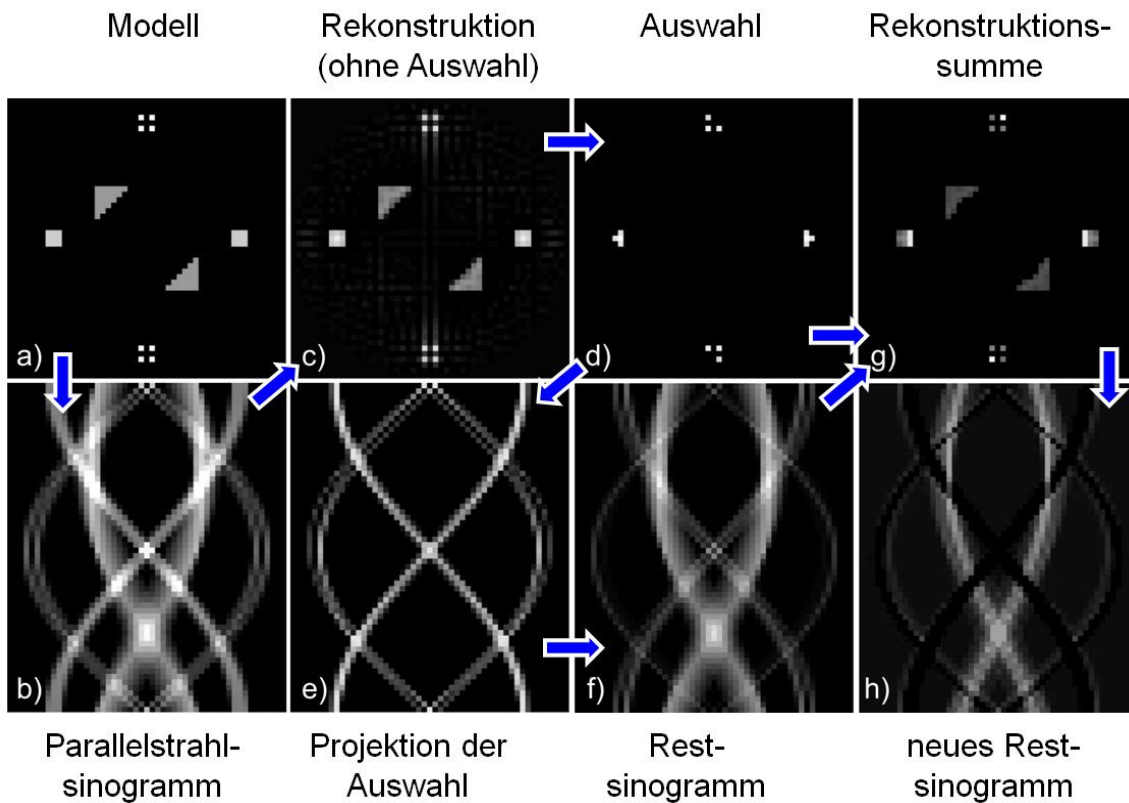 Modell
Rekonstruktion
(ohne Auswahl)
Auswahl
Rekonstruktions-
summe
a)
c)
d)
g)
b)
e)
f)
h)
Parallelstrahl-
sinogramm
Projektion der
Auswahl
Rest-
sinogramm
neues Rest-
sinogramm